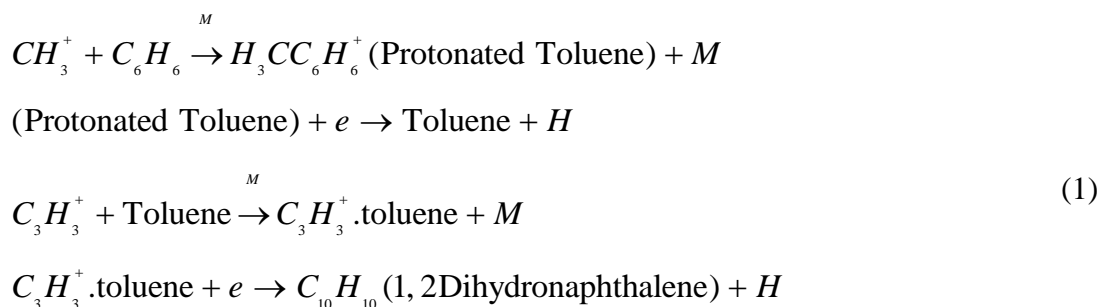 CH₃⁺ + C₆H₆ →ᴹ H₃CC₆H₆⁺ (Protonated Toluene) + M
(Protonated Toluene) + e → Toluene + H
C₃H₃⁺ + Toluene →ᴹ C₃H₃⁺.toluene + M
(1)
C₃H₃⁺.toluene + e → C₁₀H₁₀ (1, 2Dihydronaphthalene) + H